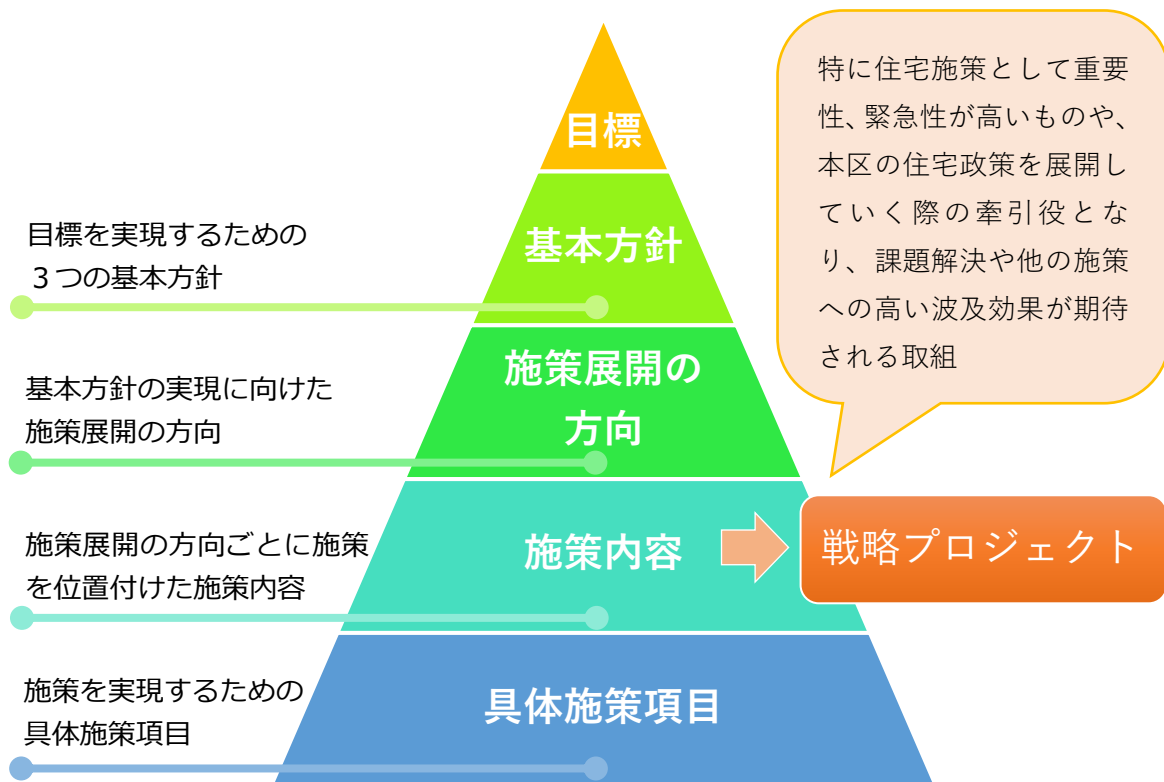 目標
特に住宅施策として重要
性、緊急性が高いものや、
本区の住宅政策を展開し
ていく際の牽引役とな
り、課題解決や他の施策
への高い波及効果が期待
される取組
目標を実現するための
３つの基本方針
基本方針
基本方針の実現に向けた
施策展開の方向
施策展開の
方向
施策展開の方向ごとに施策
を位置付けた施策内容
施策内容
戦略プロジェクト
施策を実現するための
具体施策項目
具体施策項目